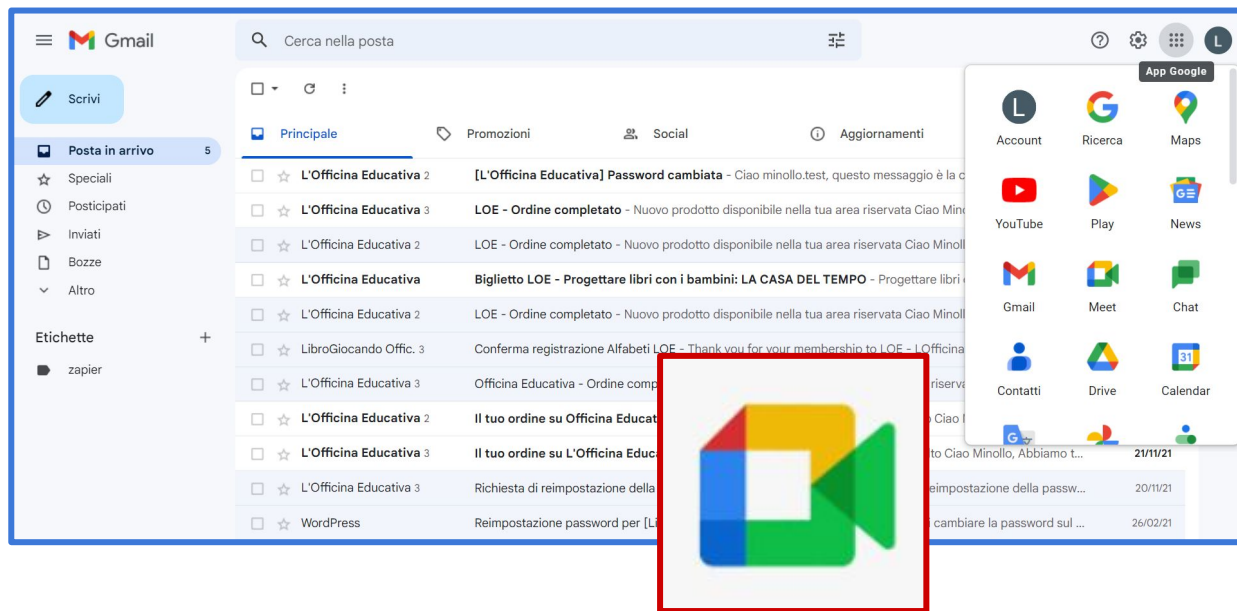 Gmail
Cerca nella posta
L
App Google
Scrivi
Posta in arrivo 5
Speciali
Posticipati
Inviati
Bozze
Altro
Etichette +
zapier
Principale Promozioni Social Aggiornamenti
L'Officina Educativa 2 [L'Officina Educativa] Password cambiata - Ciao minollo.test, questo messaggio è la c
L'Officina Educativa 3 LOE - Ordine completato - Nuovo prodotto disponibile nella tua area riservata Ciao Mino
L'Officina Educativa 2 LOE - Ordine completato - Nuovo prodotto disponibile nella tua area riservata Ciao Minoll
L'Officina Educativa Biglietto LOE - Progettare libri con i bambini: LA CASA DEL TEMPO - Progettare libri
L'Officina Educativa 2 LOE - Ordine completato - Nuovo prodotto disponibile nella tua area riservata Ciao Minoll
LibroGiocando Offic. 3 Conferma registrazione Alfabeti LOE - Thank you for your membership to LOE - LOfficina
L'Officina Educativa 3 Officina Educativa - Ordine comp riserva
L'Officina Educativa 2 Il tuo ordine su Officina Educat Ciao
L'Officina Educativa 3 Il tuo ordine su L'Officina Educa to Ciao Minollo, Abbiamo t... 21/11/21
L'Officina Educativa 3 Richiesta di reimpostazione della eimpostazione della passw... 20/11/21
WordPress Reimpostazione password per [Li cambiare la password sul ... 26/02/21
L G
Account Ricerca Maps
YouTube Play News
Gmail Meet Chat
31
Contatti Drive Calendar
G